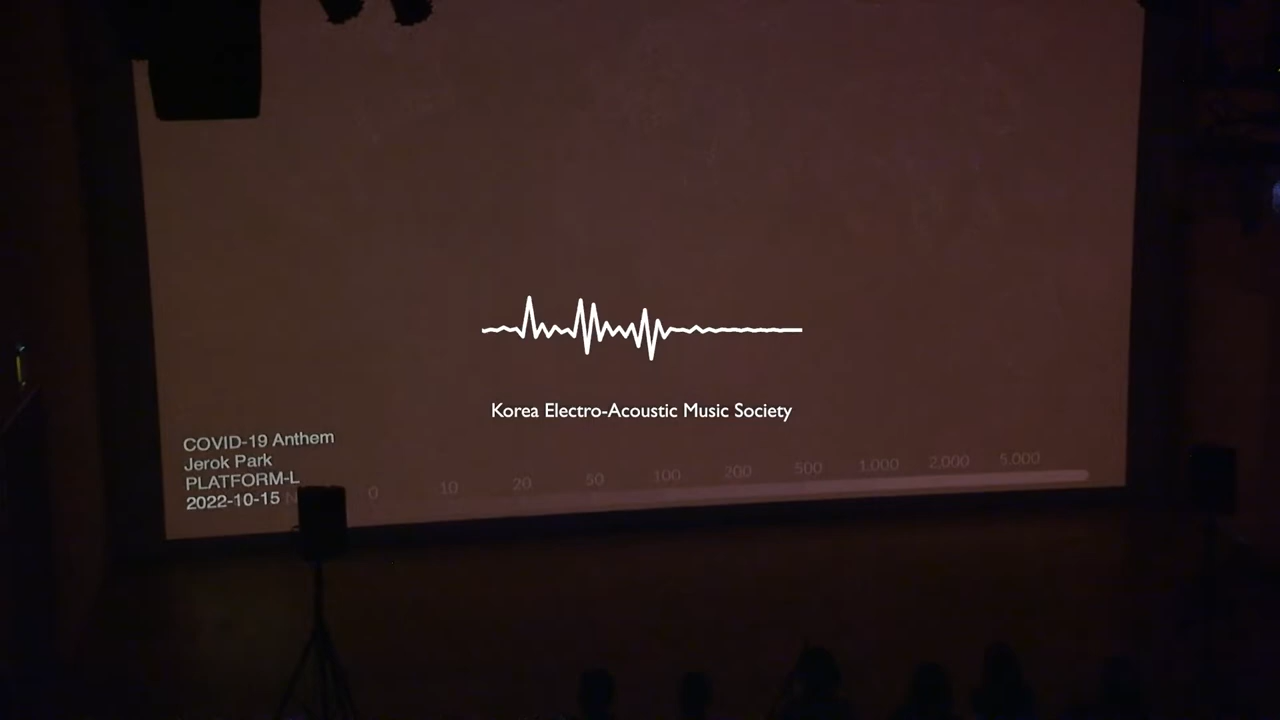 Korea Electro-Acoustic Music Society
COVID-19 Anthem
Jerok Park
PLATFORM-L
2022-10-15
0 10 20 50 100 200 500 1.000 2,000 5.000